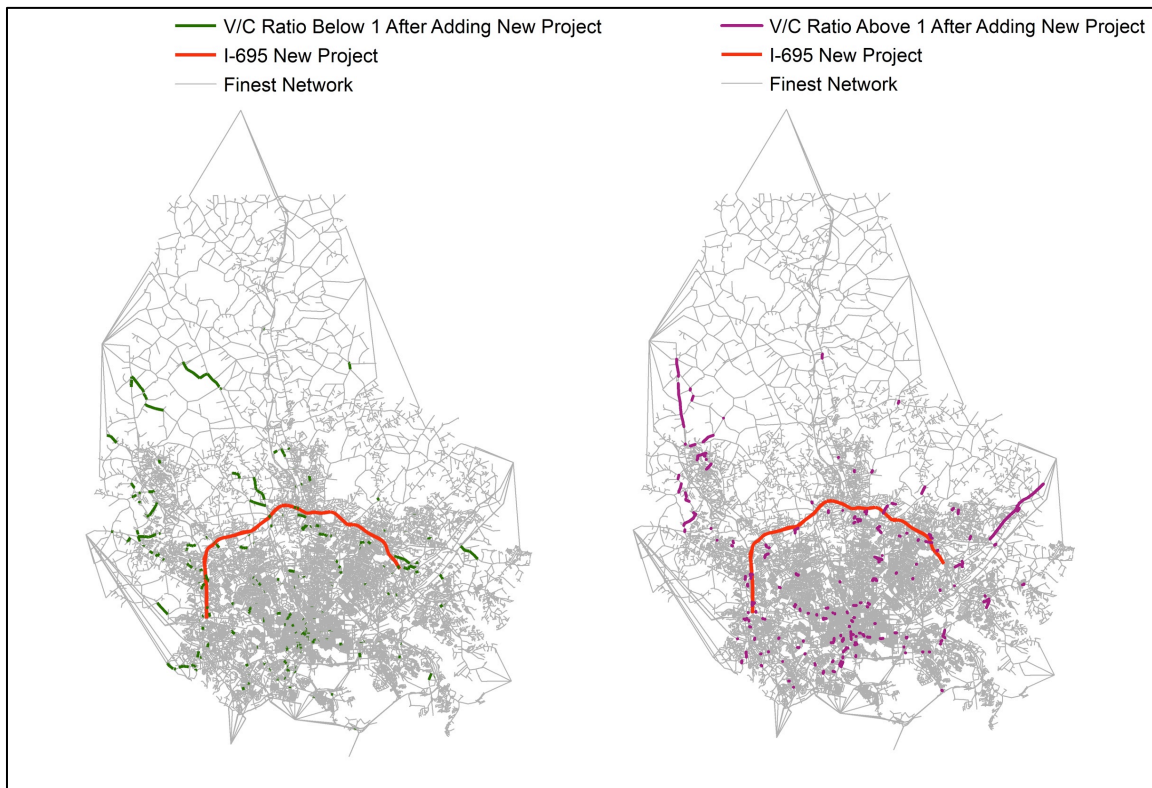 V/C Ratio Below 1 After Adding New Project
I-695 New Project
Finest Network
V/C Ratio Above 1 After Adding New Project
I-695 New Project
Finest Network